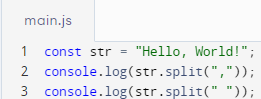 main.js
1 const str = "Hello, World!";
2 console.log(str.split(","));
3 console.log(str.split(" "));